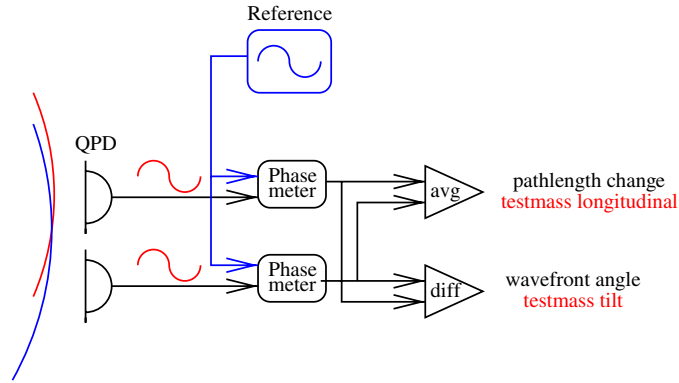 Reference
QPD
Phase
meter
avg
pathlength change
testmass longitudinal
Phase
meter
diff
wavefront angle
testmass tilt